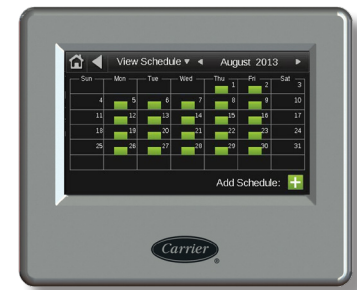 View Schedule ▼ ◄ August 2013 ►
Sun Mon Tue Wed Thu Fri Sat
1 2 3
4 5 6 7 8 9 10
11 12 13 14 15 16 17
18 19 20 21 22 23 24
25 26 27 28 29 30 31
Add Schedule: +
Carrier
®